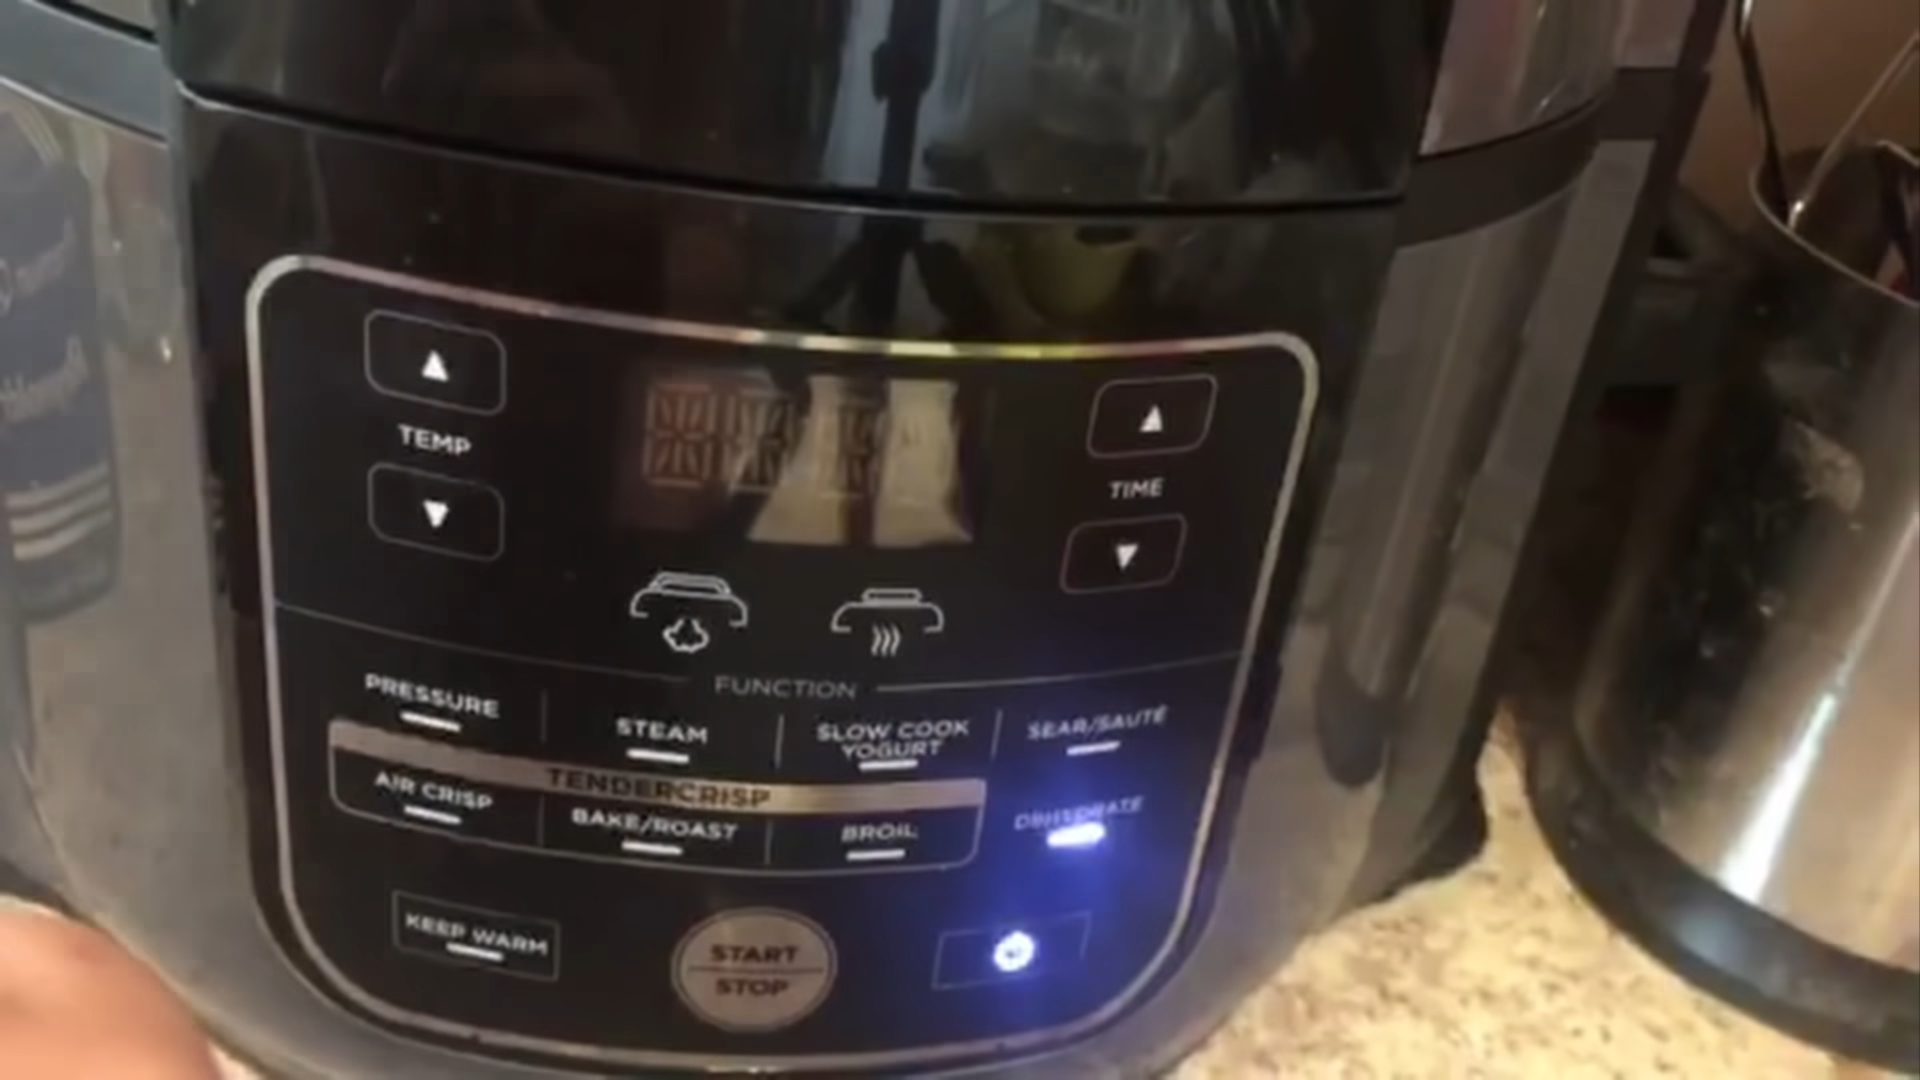 TEMP
TIME
FUNCTION
PRESSURE
STEAM
SLOW COOK
YOGURT
SEAR/SAUTÉ
TENDERCRISP
AIR CRISP
BAKE/ROAST
BROIL
DEHYDRATE
KEEP WARM
START
STOP